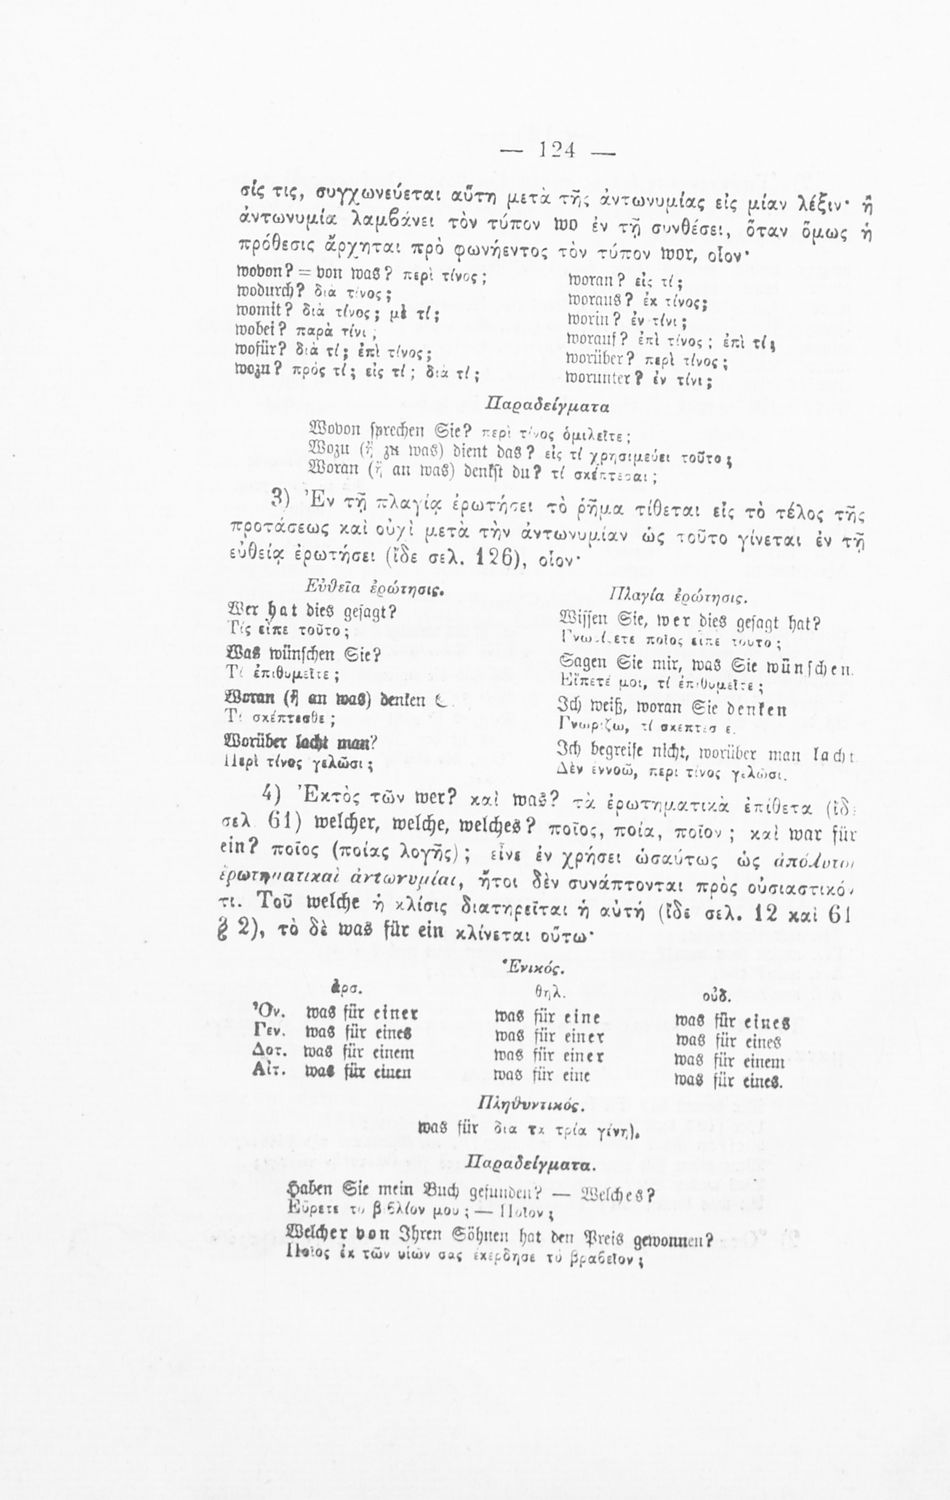 — 124 —
σίς τις, συγχωνεύεται αὕτη μετὰ τῆς ἀντωνυμίας εἰς μίαν λέξιν· ἡ
ἀντωνυμία λαμβάνει τὸν τύπον wo ἐν τῇ συνθέσει, ὅταν ὅμως ἡ
πρόθεσις ἄρχηται πρὸ φωνήεντος τὸν τύπον wor, οἷον·
wovon? = von was? περὶ τίνος;
wodurch? διὰ τίνος;
womit? διὰ τίνος; μὲ τί;
wobei? παρὰ τίνι;
wofür? διὰ τί; ἐπὶ τίνος;
wozu? πρὸς τί; εἰς τί; διὰ τί;
woran? εἰς τί;
woraus? ἐκ τίνος;
worin? ἐν τίνι;
worauf? ἐπὶ τίνος; ἐπὶ τί;
worüber? περὶ τίνος;
worunter? ἐν τίνι;
Παραδείγματα
Wovon sprechen Sie? περὶ τίνος ὁμιλεῖτε;
Wozu (ἢ zu was) dient das? εἰς τί χρησιμεύει τοῦτο;
Woran (ἢ an was) denkst du? τί σκέπτεσαι;
3) Ἐν τῇ πλαγίᾳ ἐρωτήσει τὸ ῥῆμα τίθεται εἰς τὸ τέλος τῆς
προτάσεως καὶ οὐχὶ μετὰ τὴν ἀντωνυμίαν ὡς τοῦτο γίνεται ἐν τῇ
εὐθείᾳ ἐρωτήσει (ἴδε σελ. 126), οἷον·
Εὐθεῖα ἐρώτησις.
Wer hat dies gesagt?
Τίς εἶπε τοῦτο;
Was wünschen Sie?
Τί ἐπιθυμεῖτε;
Woran (ἢ an was) denken
Τί σκέπτεσθε;
Worüber lacht man?
Περὶ τίνος γελῶσι;
Πλαγία ἐρώτησις.
Wissen Sie, wer dies gesagt hat?
Γνωρίζετε ποῖος εἶπε τοῦτο;
Sagen Sie mir, was Sie wünschen.
Εἴπετέ μοι, τί ἐπιθυμεῖτε;
Ich weiß, woran Sie denken
Γνωρίζω, τί
Ich begreife nicht, worüber man lacht
Δὲν ἐννοῶ, περὶ τίνος γελῶσι.
4) Ἐκτὸς τῶν wer? καὶ was? τὰ ἐρωτηματικὰ ἐπίθετα (ἴδε
σελ 61) welcher, welche, welches? ποῖος, ποία, ποῖον; καὶ war für
ein? ποῖος (ποίας λογῆς); εἶνε ἐν χρήσει ὡσαύτως ὡς ἀπόλυτοι
ἐρωτηματικαὶ ἀντωνυμίαι, ἤτοι δὲν συνάπτονται πρὸς οὐσιαστικόν
τι. Τοῦ welche ἡ κλίσις διατηρεῖται ἡ αὐτή (ἴδε σελ. 12 καὶ 61
§ 2), τὸ δὲ was für ein κλίνεται οὕτω·
Ἑνικός.
ἀρσ. θηλ. οὐδ.
Ὀν. was für einer was für eine was für eines
Γεν. was für eines was für einer was für eines
Δοτ. was für einem was für einer was für einem
Αἰτ. was für einen was für eine was für eines.
Πληθυντικός.
was für διὰ τὰ τρία γένη).
Παραδείγματα.
Haben Sie mein Buch gefunden? — Welches?
Εὕρετε τὸ βιβλίον μου; — Ποῖον;
Welcher von Ihren Söhnen hat den Preis gewonnen?
Ποῖος ἐκ τῶν υἱῶν σας ἐκέρδησε τὸ βραβεῖον;